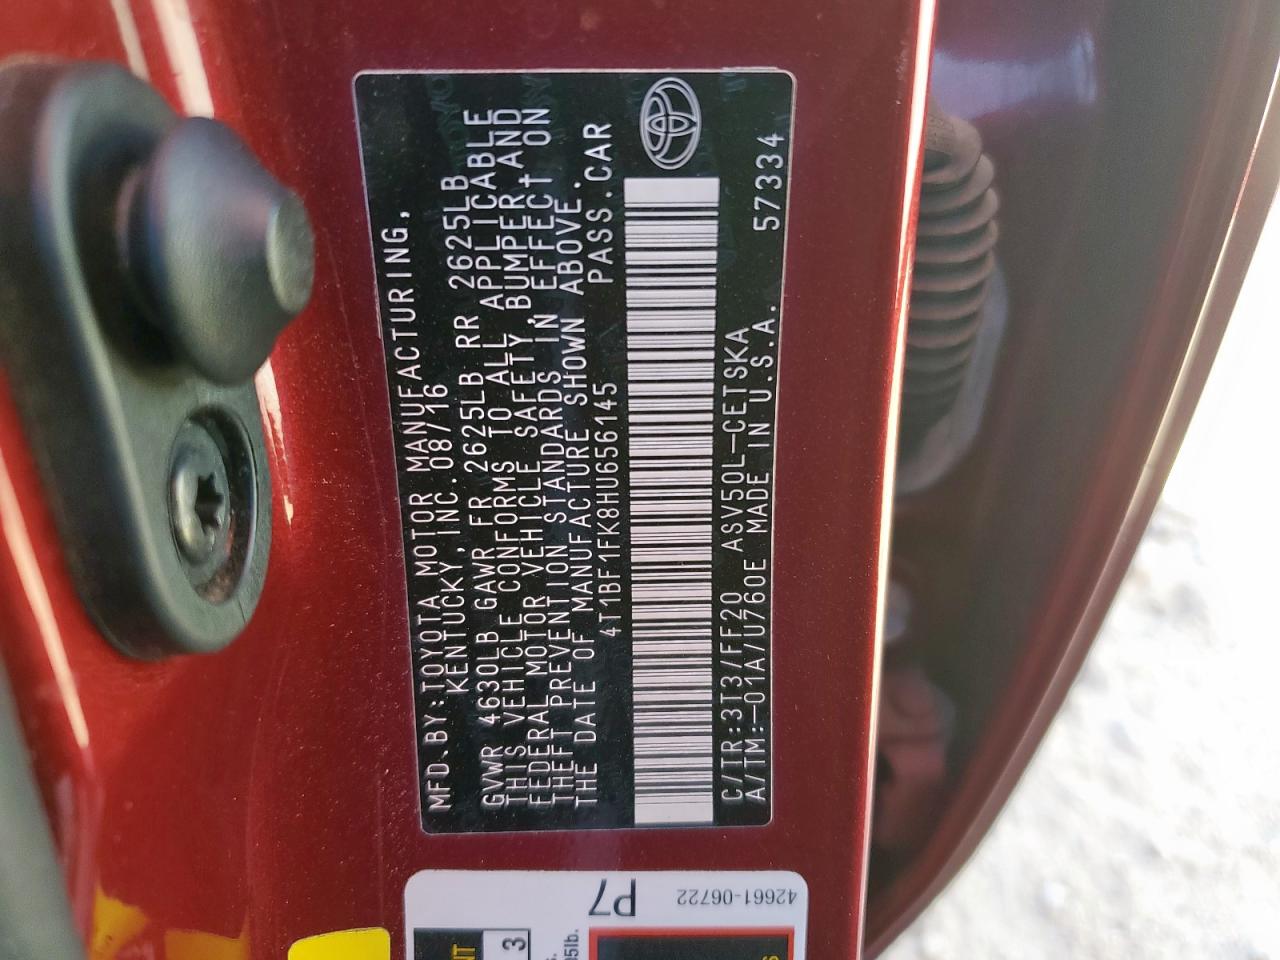 MFD.BY:TOYOTA MOTOR MANUFACTURING,
KENTUCKY,INC.08/16
GVWR 4630LB GAWR FR 2625LB RR 2625LB
THIS VEHICLE CONFORMS TO ALL APPLICABLE
FEDERAL MOTOR VEHICLE SAFETY,BUMPER,AND
THEFT PREVENTION STANDARDS IN EFFECT ON
THE DATE OF MANUFACTURE SHOWN ABOVE.
4T1BF1FK8HU656145 PASS.CAR
C/TR:3T3/FF20 ASV50L-CETSKA
A/TM:-01A/U760E MADE IN U.S.A. 57334
P7
42661-06722
3